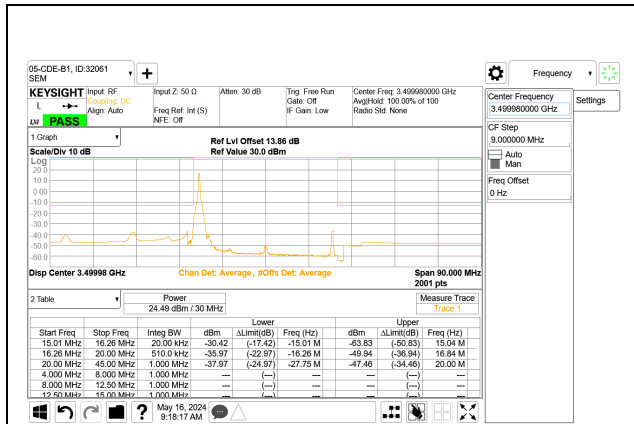 05-CDE-B1, ID:32061
SEM
+
Frequency
KEYSIGHT
L
LXI PASS
Input: RF
Coupling: DC
Align: Auto
Input Z: 50 Ω
Freq Ref: Int (S)
NFE: Off
Atten: 30 dB
Trig: Free Run
Gate: Off
IF Gain: Low
Center Freq: 3.499980000 GHz
Avg|Hold: 100.00% of 100
Radio Std: None
Center Frequency
3.499980000 GHz
Settings
CF Step
9.000000 MHz
Auto
Man
Freq Offset
0 Hz
1 Graph
Scale/Div 10 dB
Ref Lvl Offset 13.86 dB
Ref Value 30.0 dBm
Log
20.0
10.0
0.00
-10.0
-20.0
-30.0
-40.0
-50.0
-60.0
Disp Center 3.49998 GHz
Chan Det: Average, #Offs Det: Average
Span 90.000 MHz
2001 pts
2 Table
Power
24.49 dBm / 30 MHz
Measure Trace
Trace 1
Lower Upper
Start Freq Stop Freq Integ BW dBm ΔLimit(dB) Freq (Hz) dBm ΔLimit(dB) Freq (Hz)
15.01 MHz 16.26 MHz 20.00 kHz -30.42 (-17.42) -15.01 M -63.83 (-50.83) 15.04 M
16.26 MHz 20.00 MHz 510.0 kHz -35.97 (-22.97) -16.26 M -49.94 (-36.94) 16.84 M
20.00 MHz 45.00 MHz 1.000 MHz -37.97 (-24.97) -27.75 M -47.46 (-34.46) 20.00 M
4.000 MHz 8.000 MHz 1.000 MHz --- (---) --- --- (---) ---
8.000 MHz 12.50 MHz 1.000 MHz --- (---) --- --- (---) ---
12.50 MHz 15.00 MHz 1.000 MHz --- (---) --- --- (---) ---
?
May 16, 2024
9:18:17 AM